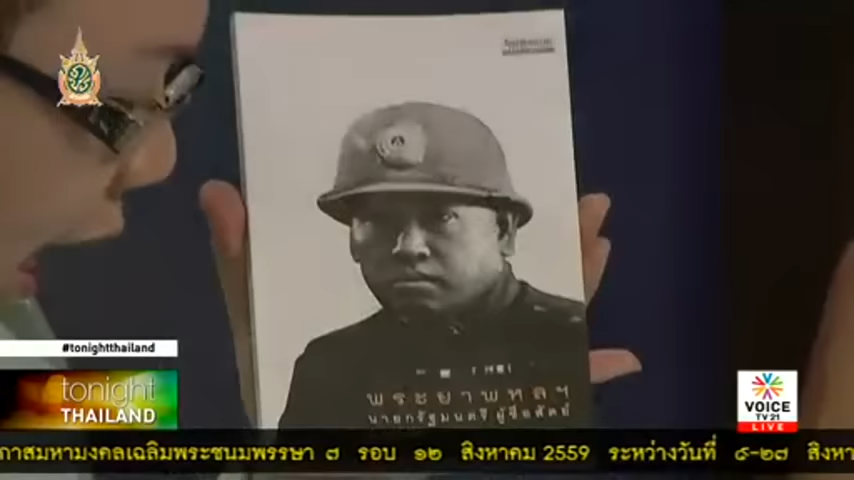 #tonightthailand
tonight
THAILAND
พระยาพหลฯ
นายกรัฐมนตรี ผู้ซื่อสัตย์
VOICE
TV 21
LIVE
กาสมหามงคลเฉลิมพระชนมพรรษา ๗ รอบ ๑๒ สิงหาคม 2559 ระหว่างวันที่ ๕-๒๘ สิงหา